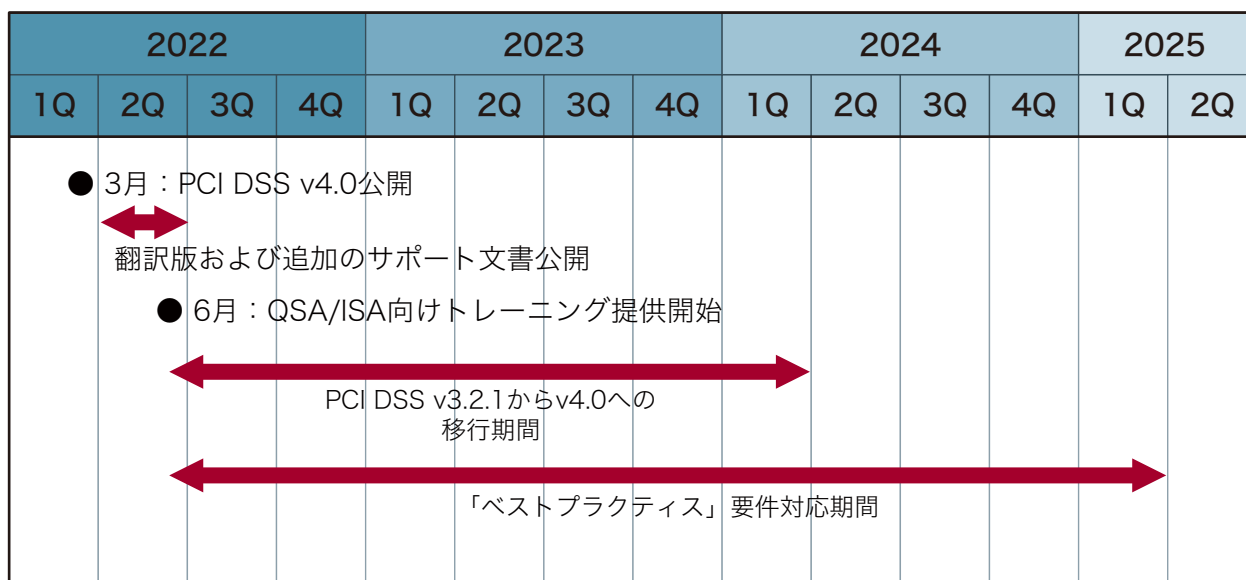 2022 2023 2024 2025
1Q 2Q 3Q 4Q 1Q 2Q 3Q 4Q 1Q 2Q 3Q 4Q 1Q 2Q
● 3月：PCI DSS v4.0公開
翻訳版および追加のサポート文書公開
● 6月：QSA/ISA向けトレーニング提供開始
PCI DSS v3.2.1からv4.0への
移行期間
「ベストプラクティス」要件対応期間